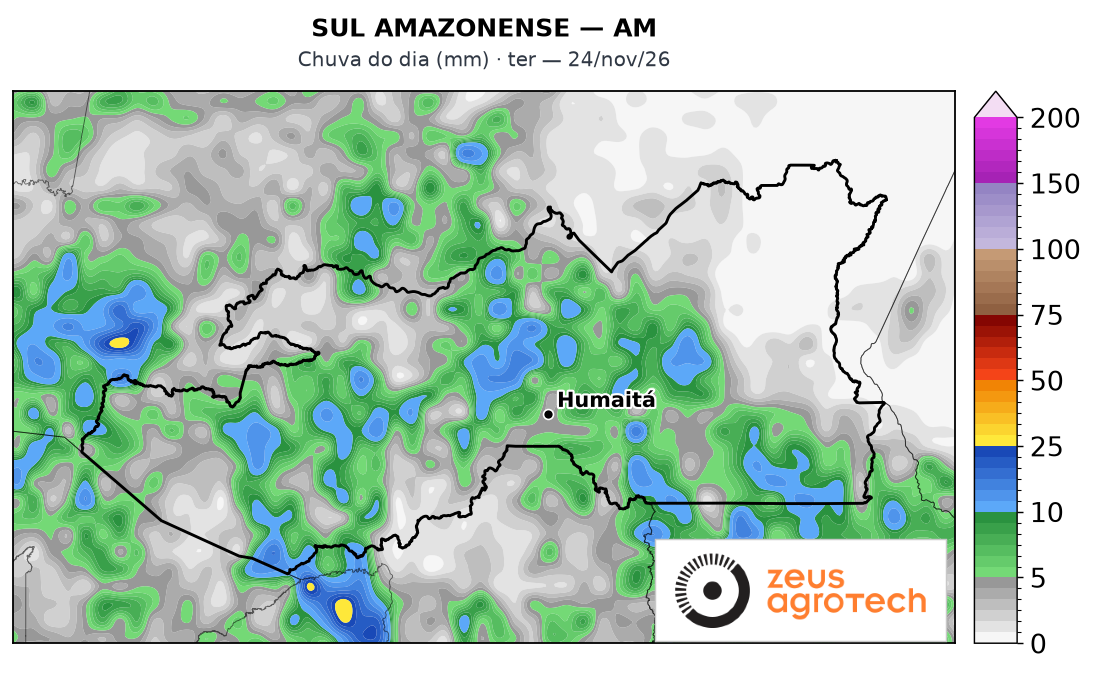 SUL AMAZONENSE — AM
Chuva do dia (mm) · ter — 24/nov/26
200
150
100
75
50
25
10
5
0
Humaitá
zeus
agrotech